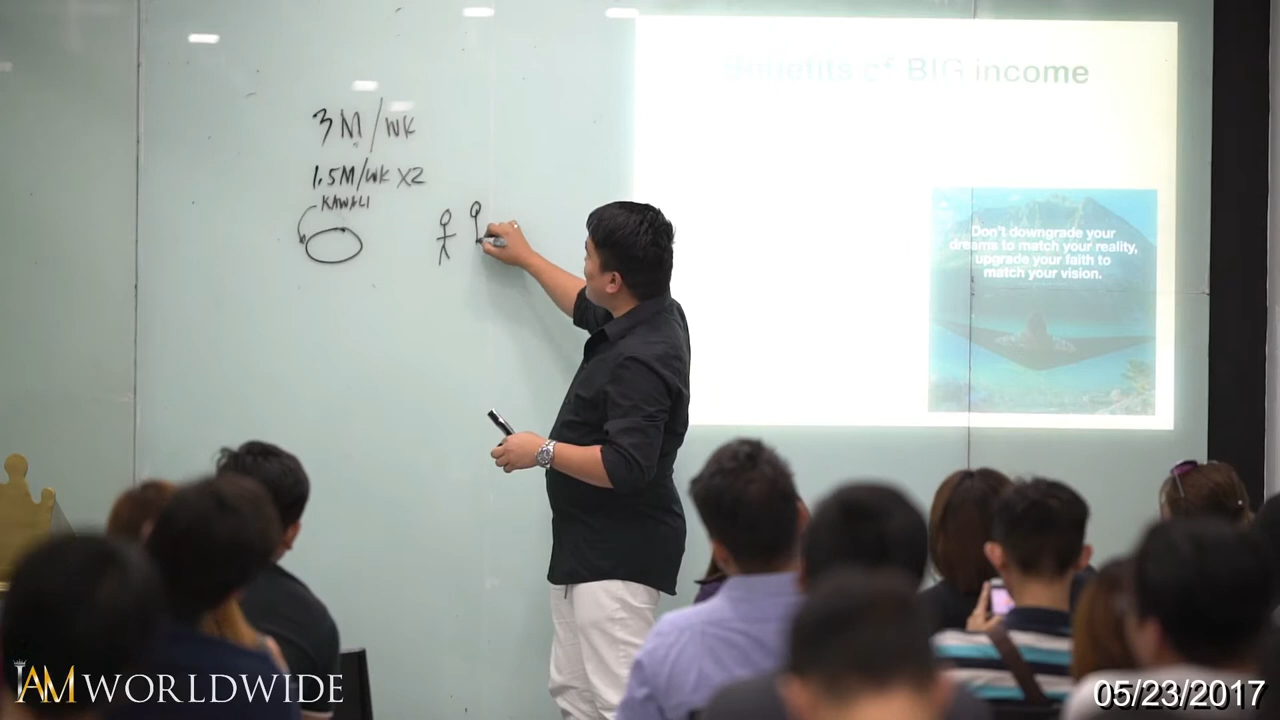 Benefits of BIG income
3M/WK
1.5M/WK X2
KAWALI
Don't downgrade your
dreams to match your reality,
upgrade your faith to
match your vision.
IAM WORLDWIDE
05/23/2017